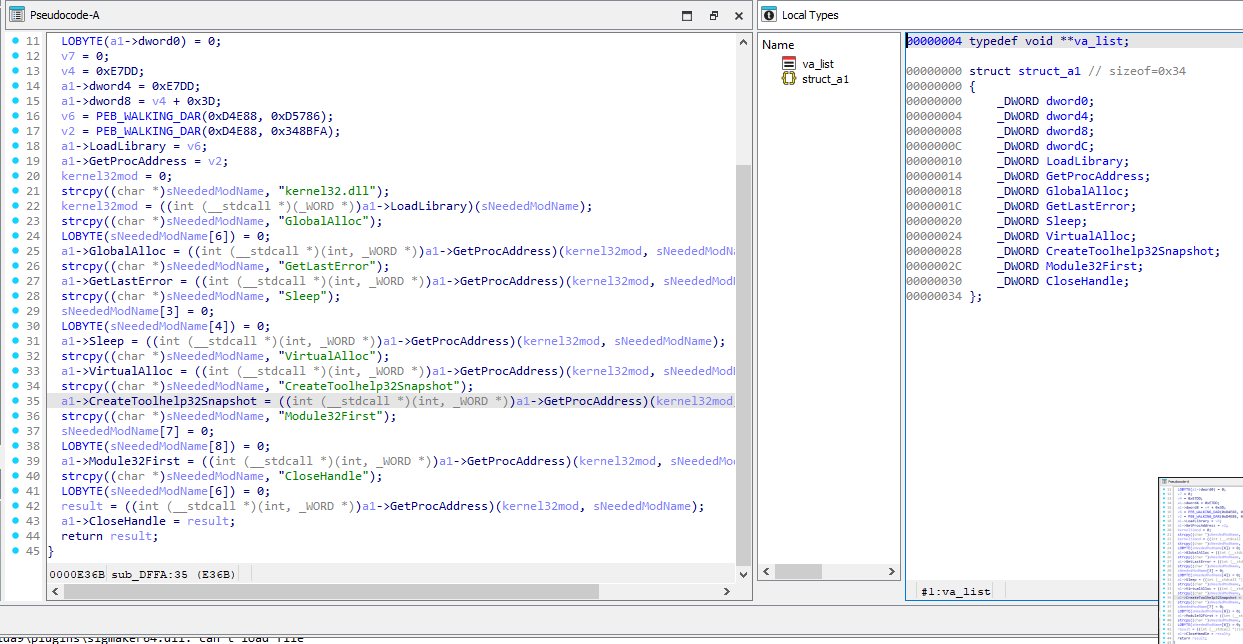 Pseudocode-A
11 LOBYTE(a1->dword0) = 0;
12 v7 = 0;
13 v4 = 0xE7DD;
14 a1->dword4 = 0xE7DD;
15 a1->dword8 = v4 + 0x3D;
16 v6 = PEB_WALKING_DAR(0xD4E88, 0xD5786);
17 v2 = PEB_WALKING_DAR(0xD4E88, 0x348BFA);
18 a1->LoadLibrary = v6;
19 a1->GetProcAddress = v2;
20 kernel32mod = 0;
21 strcpy((char *)sNeededModName, "kernel32.dll");
22 kernel32mod = ((int (__stdcall *)(_WORD *))a1->LoadLibrary)(sNeededModName);
23 strcpy((char *)sNeededModName, "GlobalAlloc");
24 LOBYTE(sNeededModName[6]) = 0;
25 a1->GlobalAlloc = ((int (__stdcall *)(int, _WORD *))a1->GetProcAddress)(kernel32mod, sNeededModNa
26 strcpy((char *)sNeededModName, "GetLastError");
27 a1->GetLastError = ((int (__stdcall *)(int, _WORD *))a1->GetProcAddress)(kernel32mod, sNeededModN
28 strcpy((char *)sNeededModName, "Sleep");
29 sNeededModName[3] = 0;
30 LOBYTE(sNeededModName[4]) = 0;
31 a1->Sleep = ((int (__stdcall *)(int, _WORD *))a1->GetProcAddress)(kernel32mod, sNeededModName);
32 strcpy((char *)sNeededModName, "VirtualAlloc");
33 a1->VirtualAlloc = ((int (__stdcall *)(int, _WORD *))a1->GetProcAddress)(kernel32mod, sNeededModN
34 strcpy((char *)sNeededModName, "CreateToolhelp32Snapshot");
35 a1->CreateToolhelp32Snapshot = ((int (__stdcall *)(int, _WORD *))a1->GetProcAddress)(kernel32mod
36 strcpy((char *)sNeededModName, "Module32First");
37 sNeededModName[7] = 0;
38 LOBYTE(sNeededModName[8]) = 0;
39 a1->Module32First = ((int (__stdcall *)(int, _WORD *))a1->GetProcAddress)(kernel32mod, sNeededMo
40 strcpy((char *)sNeededModName, "CloseHandle");
41 LOBYTE(sNeededModName[6]) = 0;
42 result = ((int (__stdcall *)(int, _WORD *))a1->GetProcAddress)(kernel32mod, sNeededModName);
43 a1->CloseHandle = result;
44 return result;
45 }
0000E36B sub_DFFA:35 (E36B)
Local Types
Name
va_list
struct_a1
00000004 typedef void **va_list;
00000000 struct struct_a1 // sizeof=0x34
00000000 {
00000000 _DWORD dword0;
00000004 _DWORD dword4;
00000008 _DWORD dword8;
0000000C _DWORD dwordC;
00000010 _DWORD LoadLibrary;
00000014 _DWORD GetProcAddress;
00000018 _DWORD GlobalAlloc;
0000001C _DWORD GetLastError;
00000020 _DWORD Sleep;
00000024 _DWORD VirtualAlloc;
00000028 _DWORD CreateToolhelp32Snapshot;
0000002C _DWORD Module32First;
00000030 _DWORD CloseHandle;
00000034 };
#l:va_list